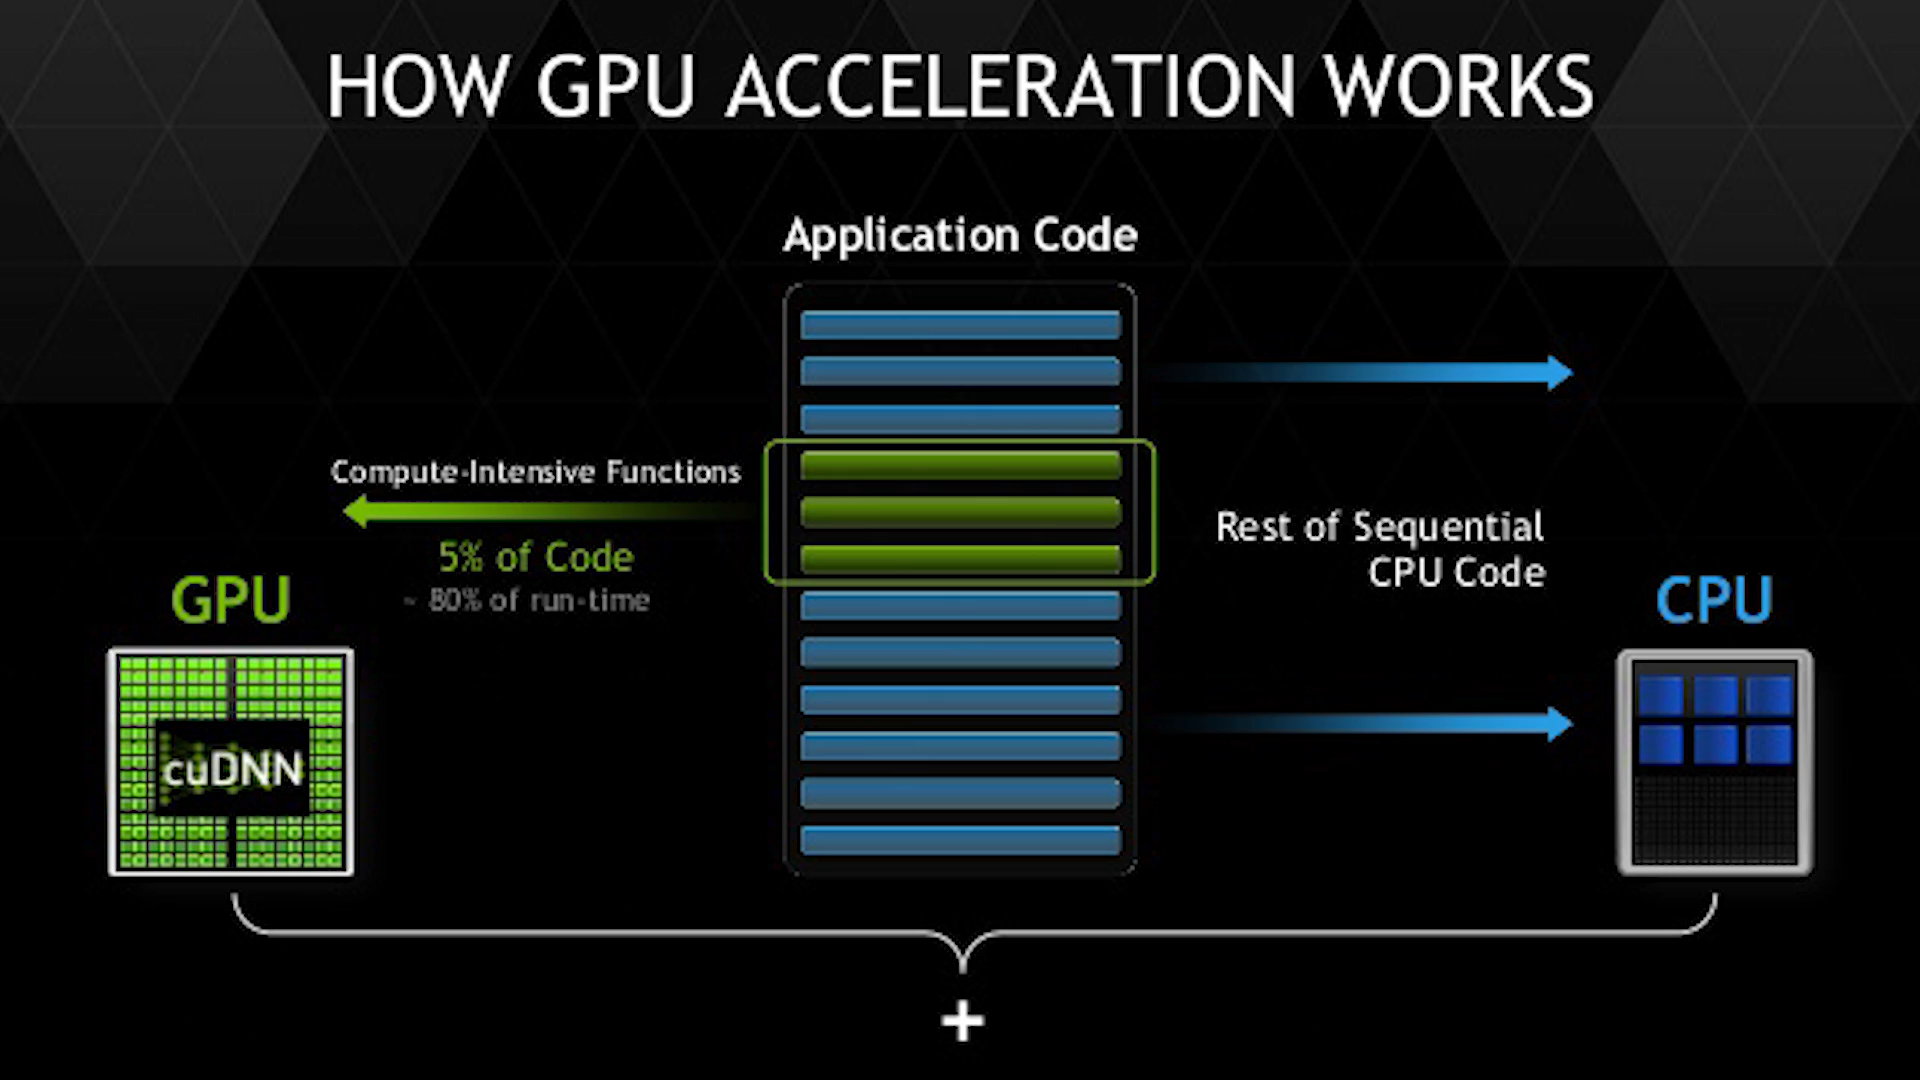 HOW GPU ACCELERATION WORKS
Application Code
Compute-Intensive Functions
5% of Code
~ 80% of run-time
Rest of Sequential
CPU Code
GPU
CPU
cuDNN
+